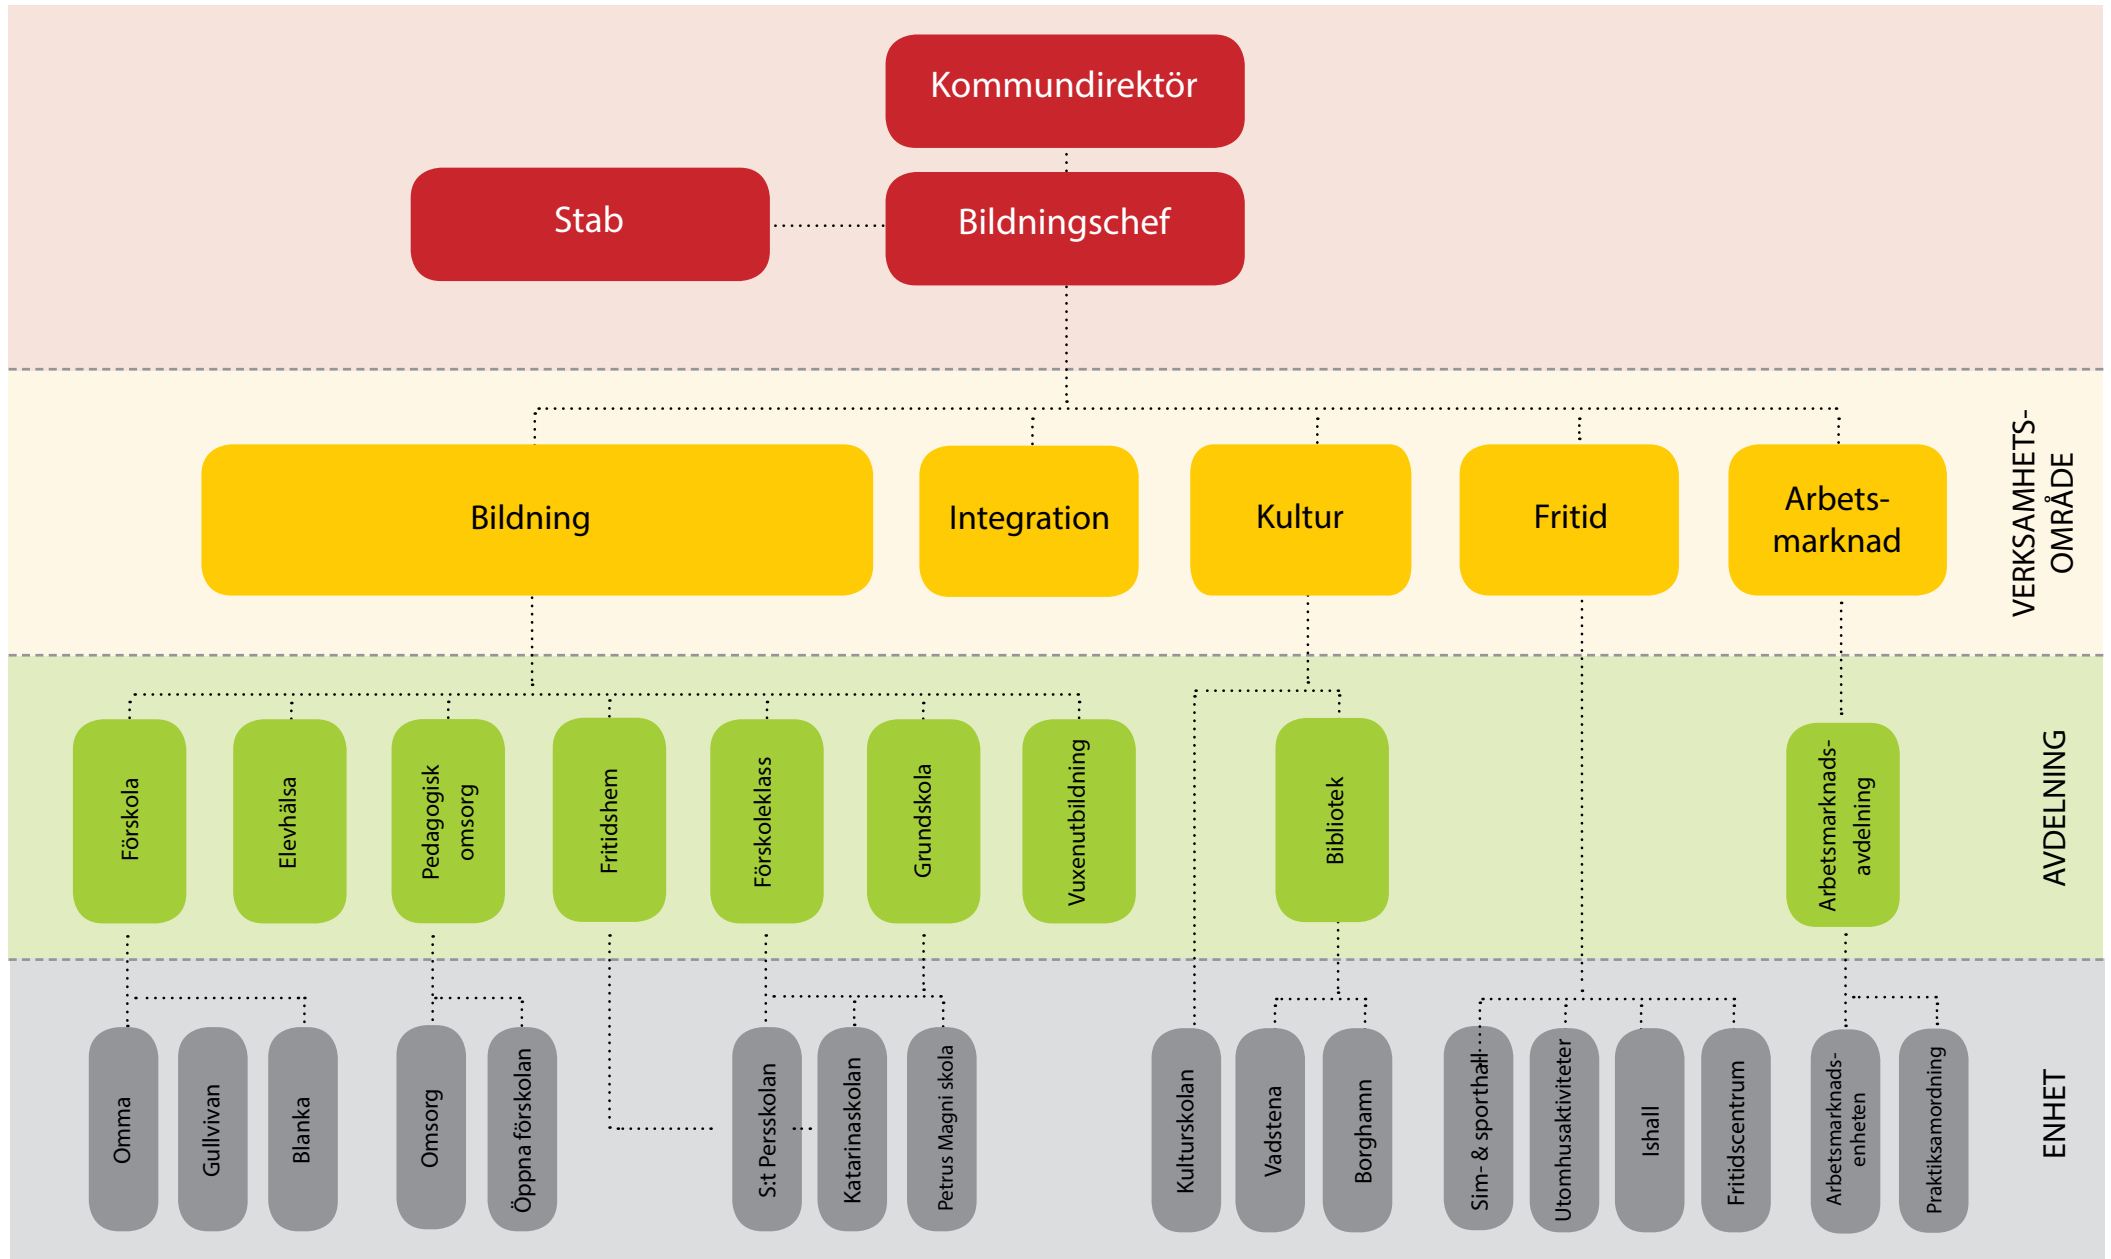 Kommundirektör
Stab
Bildningschef
VERKSAMHETS-
OMRÅDE
Bildning
Integration
Kultur
Fritid
Arbets-
marknad
AVDELNING
Förskola
Elevhälsa
Pedagogisk
omsorg
Fritidshem
Förskoleklass
Grundskola
Vuxenutbildning
Bibliotek
Arbetsmarknads-
avdelning
ENHET
Omma
Gullvivan
Blanka
Omsorg
Öppna förskolan
S:t Persskolan
Katarinaskolan
Petrus Magni skola
Kulturskolan
Vadstena
Borghamn
Sim- & sporthall
Utomhusaktiviteter
Ishall
Fritidscentrum
Arbetsmarknads-
enheten
Praktiksamordning